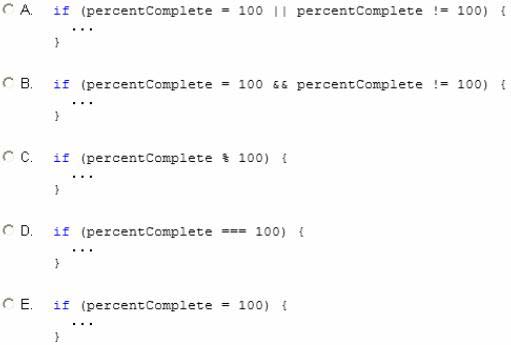 A. if (percentComplete = 100 || percentComplete != 100) {
...
}
B. if (percentComplete = 100 && percentComplete != 100) {
...
}
C. if (percentComplete % 100) {
...
}
D. if (percentComplete === 100) {
...
}
E. if (percentComplete = 100) {
...
}